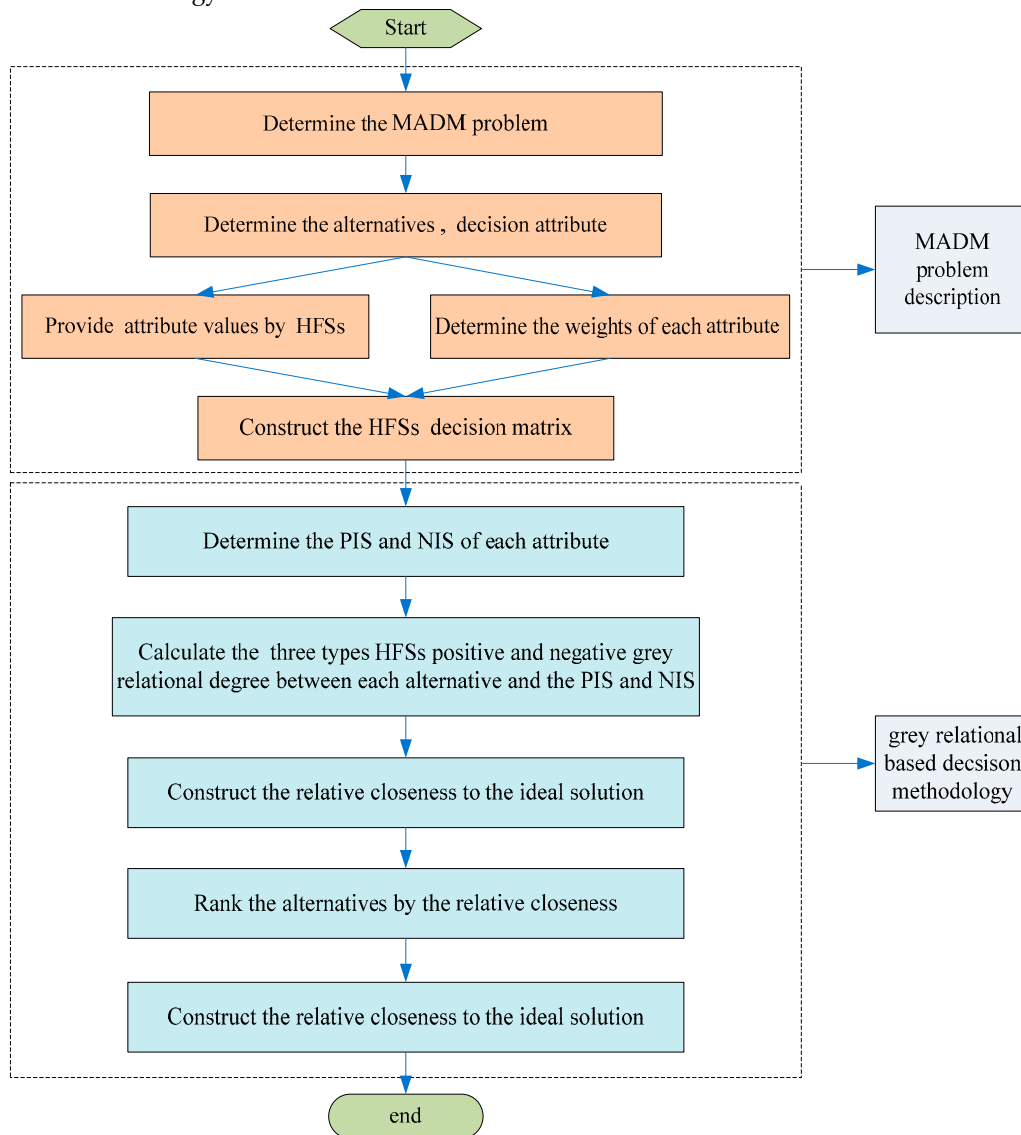 Start
Determine the MADM problem
Determine the alternatives , decision attribute
Provide attribute values by HFSs
Determine the weights of each attribute
Construct the HFSs decision matrix
MADM
problem
description
Determine the PIS and NIS of each attribute
Calculate the three types HFSs positive and negative grey
relational degree between each alternative and the PIS and NIS
Construct the relative closeness to the ideal solution
Rank the alternatives by the relative closeness
Construct the relative closeness to the ideal solution
grey relational
based decsison
methodology
end